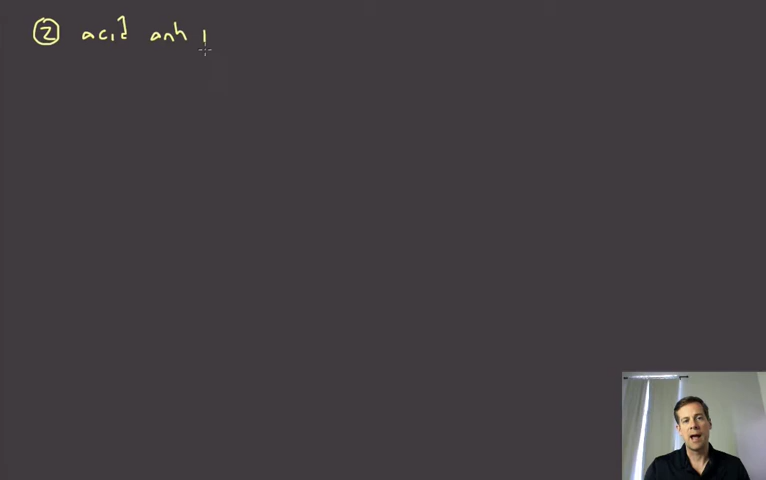 ② acid anh